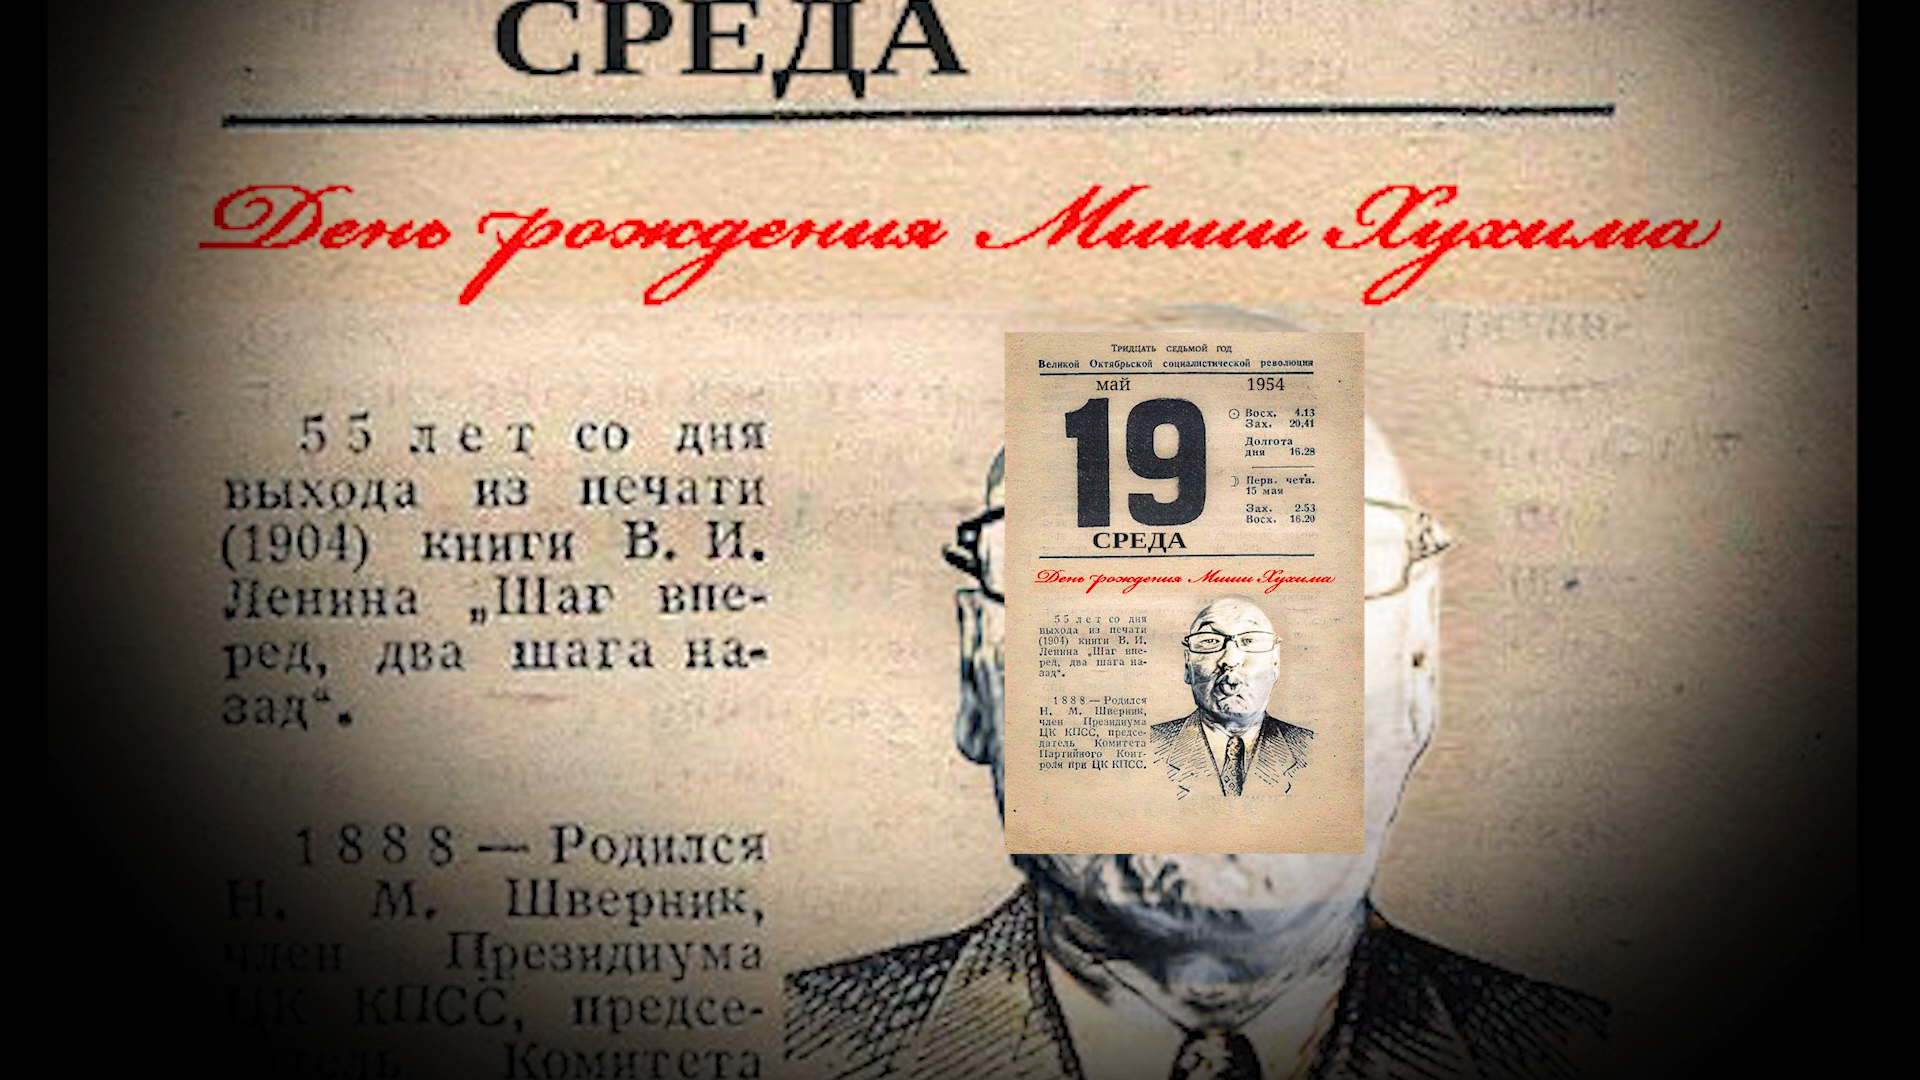 СРЕДА
День рождения Миши Хухима
55 лет со дня
выхода из печати
(1904) книги В. И.
Ленина „Шаг впе-
ред, два шага на-
зад“.
1888 — Родился
Н. М. Шверник,
член Президиума
ЦК КПСС, предсе-
датель Комитета
Тридцать седьмой год
Великой Октябрьской социалистической революции
май 1954
19
Восх. 4.13
Зах. 20.41
Долгота
дня 16.28
Перв. четв.
15 мая
Зах. 2.53
Восх. 16.20
СРЕДА
День рождения Миши Хухима
55 лет со дня
выхода из печати
(1904) книги В. И.
Ленина „Шаг впе-
ред, два шага на-
зад“.
1888 — Родился
Н. М. Шверник,
член Президиума
ЦК КПСС, предсе-
датель Комитета
Партийного Конт-
роля при ЦК КПСС.